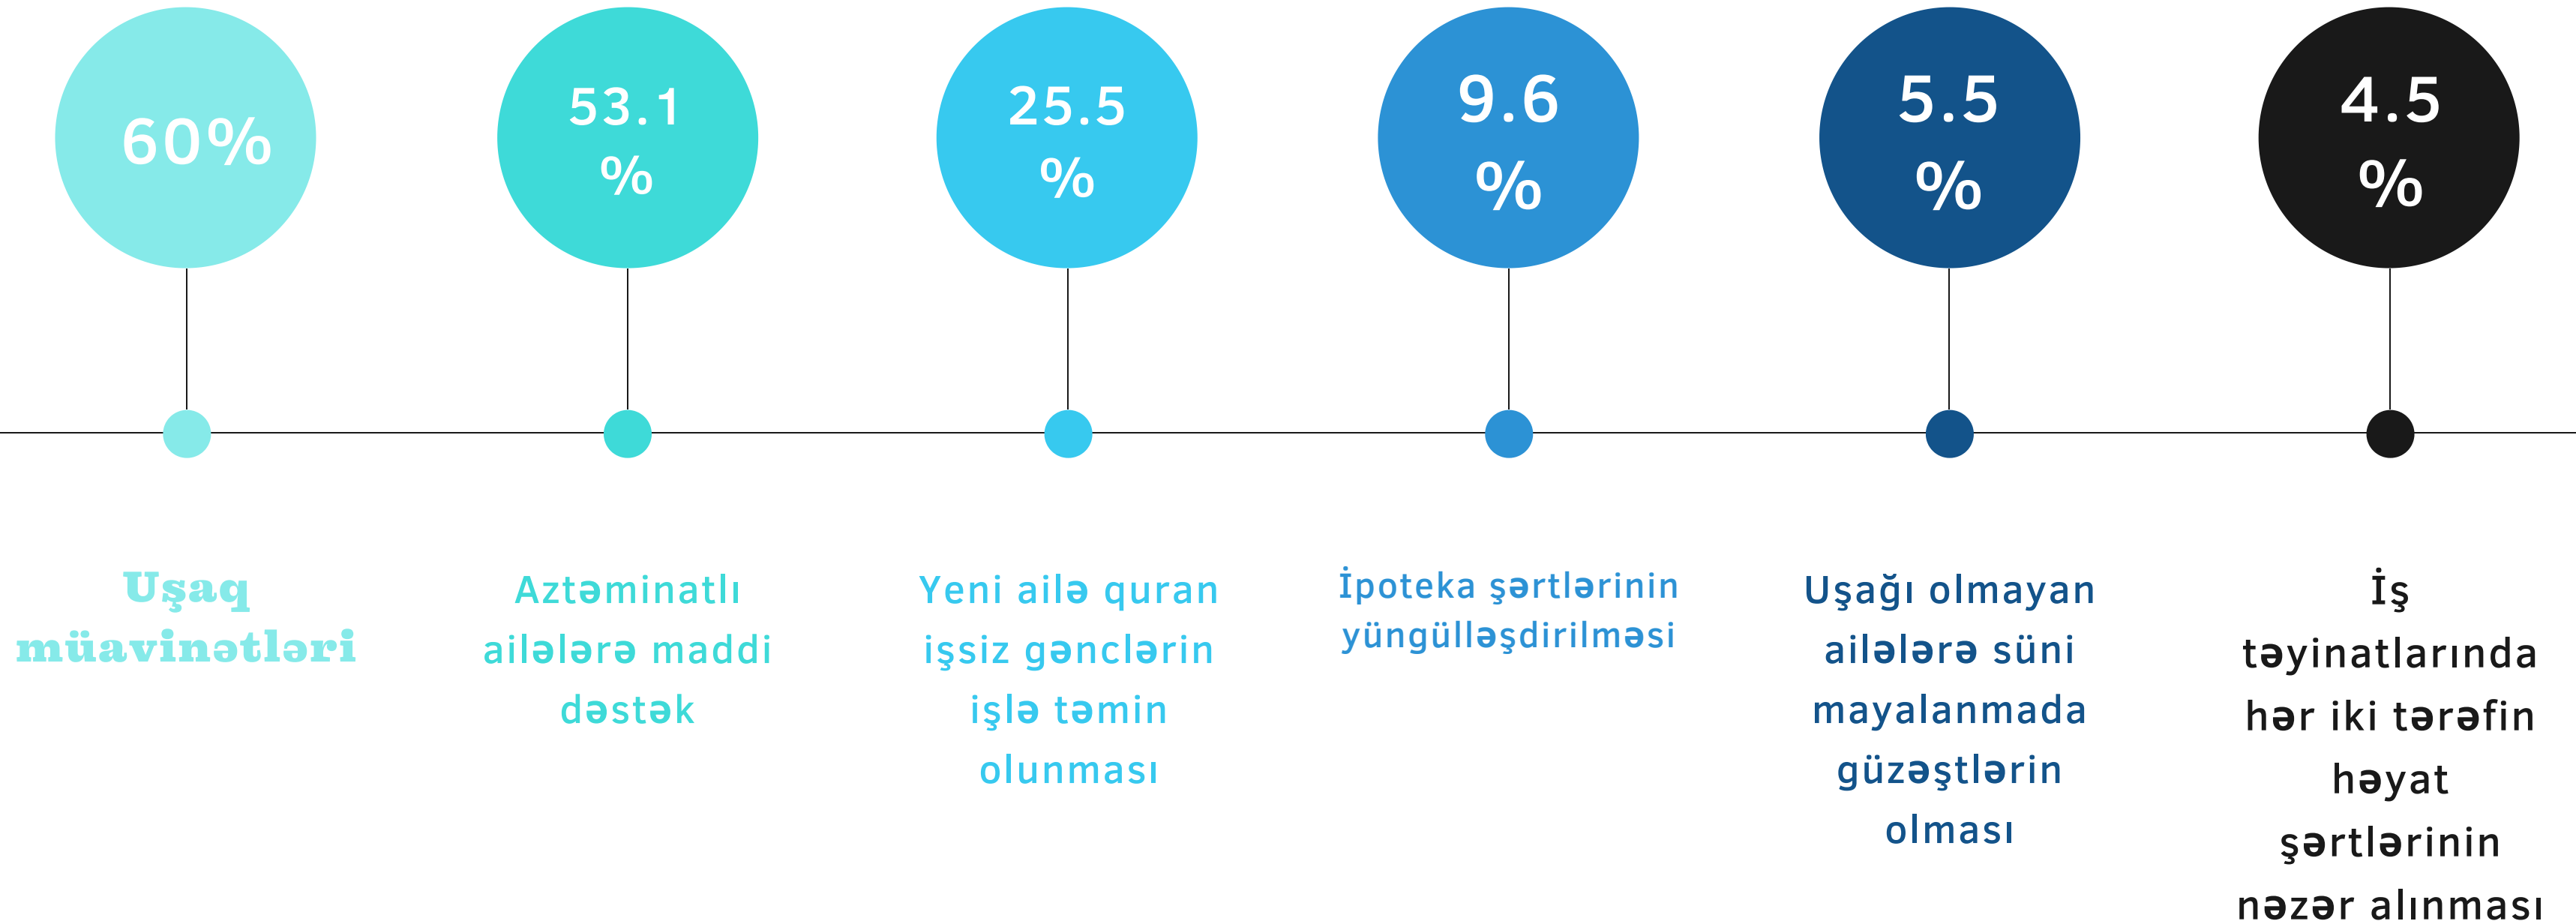 60%
53.1
%
25.5
%
9.6
%
5.5
%
4.5
%
Uşaq
müavinətləri
Aztəminatlı
ailələrə maddi
dəstək
Yeni ailə quran
işsiz gənclərin
işlə təmin
olunması
İpoteka şərtlərinin
yüngülləşdirilməsi
Uşağı olmayan
ailələrə süni
mayalanmada
güzəştlərin
olması
İş
təyinatlarında
hər iki tərəfin
həyat
şərtlərinin
nəzər alınması